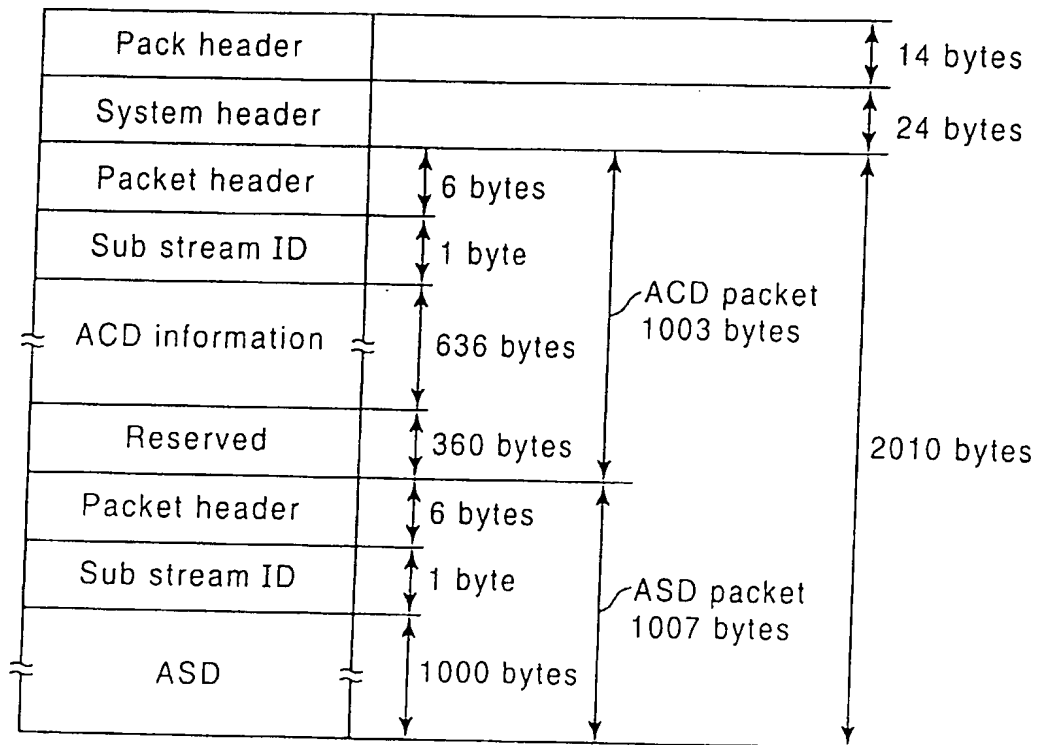 Pack header
14 bytes
System header
24 bytes
Packet header
6 bytes
Sub stream ID
1 byte
ACD information
636 bytes
ACD packet
1003 bytes
Reserved
360 bytes
2010 bytes
Packet header
6 bytes
Sub stream ID
1 byte
ASD packet
1007 bytes
ASD
1000 bytes